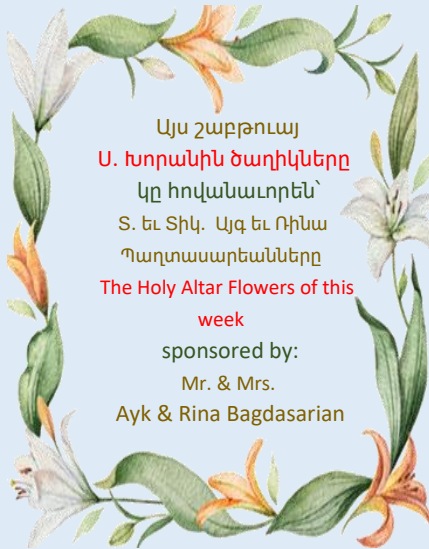 Այս շաբթուայ
Ս. Խորանին ծաղիկները
կը հովանաւորեն՝
Տ. եւ Տիկ. Այգ եւ Ռինա
Պաղտասարեանները
The Holy Altar Flowers of this
week
sponsored by:
Mr. & Mrs.
Ayk & Rina Bagdasarian